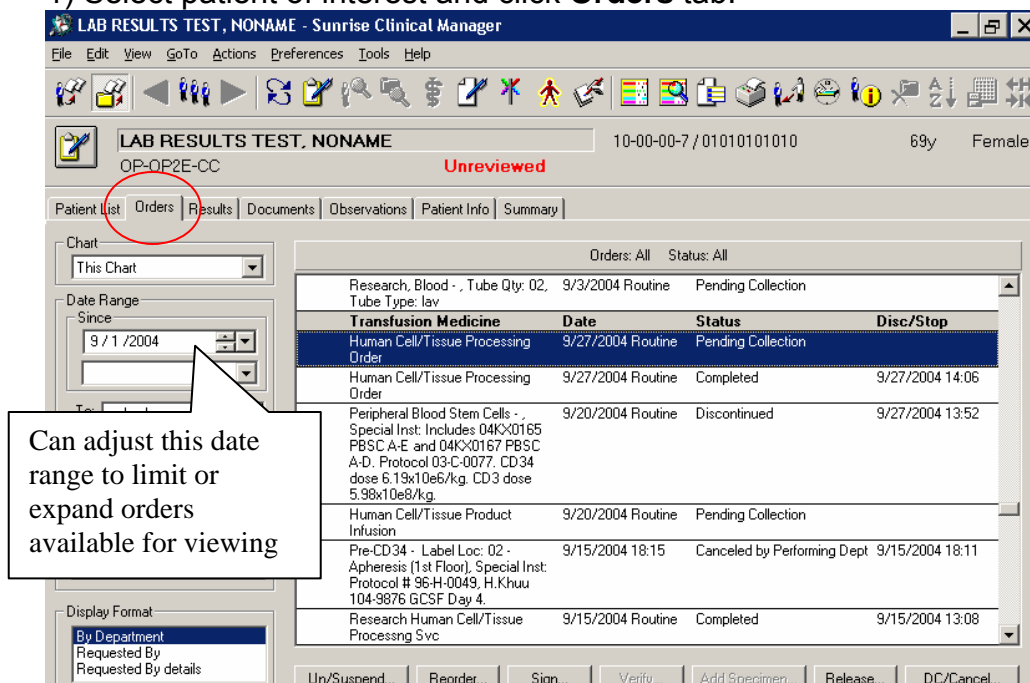 1) Select patient of interest and click Orders tab.
LAB RESULTS TEST, NONAME - Sunrise Clinical Manager
File Edit View GoTo Actions Preferences Tools Help
LAB RESULTS TEST, NONAME 10-00-00-7 / 01010101010 69y Female
OP-OP2E-CC Unreviewed
Patient List Orders Results Documents Observations Patient Info Summary
Chart
This Chart
Orders: All Status: All
Date Range
Since
9 / 1 /2004
To:
Can adjust this date
range to limit or
expand orders
available for viewing
Display Format
By Department
Requested By
Requested By details
Research, Blood - , Tube Qty: 02, 9/3/2004 Routine Pending Collection
Tube Type: lav
Transfusion Medicine Date Status Disc/Stop
Human Cell/Tissue Processing 9/27/2004 Routine Pending Collection
Order
Human Cell/Tissue Processing 9/27/2004 Routine Completed 9/27/2004 14:06
Order
Peripheral Blood Stem Cells - , 9/20/2004 Routine Discontinued 9/27/2004 13:52
Special Inst: Includes 04KX0165
PBSC A-E and 04KX0167 PBSC
A-D. Protocol 03-C-0077. CD34
dose 6.19x10e6/kg. CD3 dose
5.98x10e8/kg.
Human Cell/Tissue Product 9/20/2004 Routine Pending Collection
Infusion
Pre-CD34 - Label Loc: 02 - 9/15/2004 18:15 Canceled by Performing Dept 9/15/2004 18:11
Apheresis (1st Floor), Special Inst:
Protocol # 96-H-0049, H.Khuu
104-9876 GCSF Day 4.
Research Human Cell/Tissue 9/15/2004 Routine Completed 9/15/2004 13:08
Processng Svc
Un/Suspend... Reorder... Sign... Verify... Add Specimen... Release... DC/Cancel...